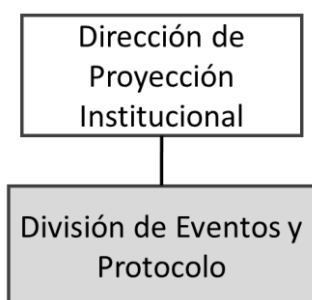 Dirección de
Proyección
Institucional
División de Eventos y
Protocolo